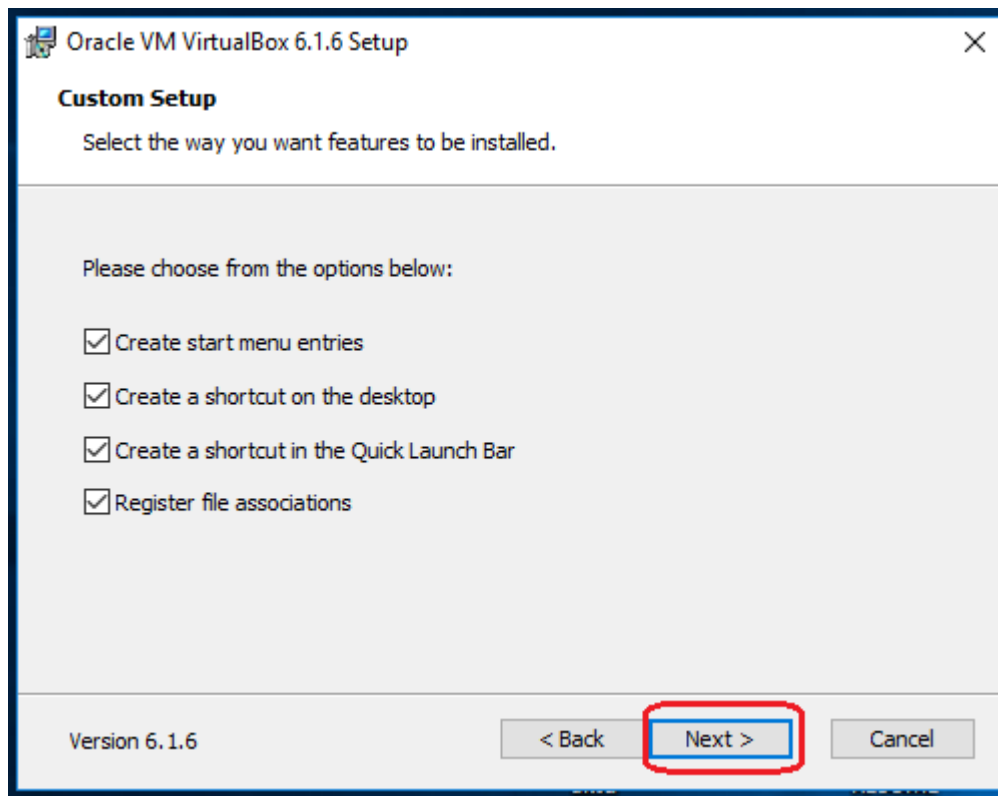 Oracle VM VirtualBox 6.1.6 Setup
Custom Setup
Select the way you want features to be installed.
Please choose from the options below:
Create start menu entries
Create a shortcut on the desktop
Create a shortcut in the Quick Launch Bar
Register file associations
Version 6.1.6
< Back
Next >
Cancel